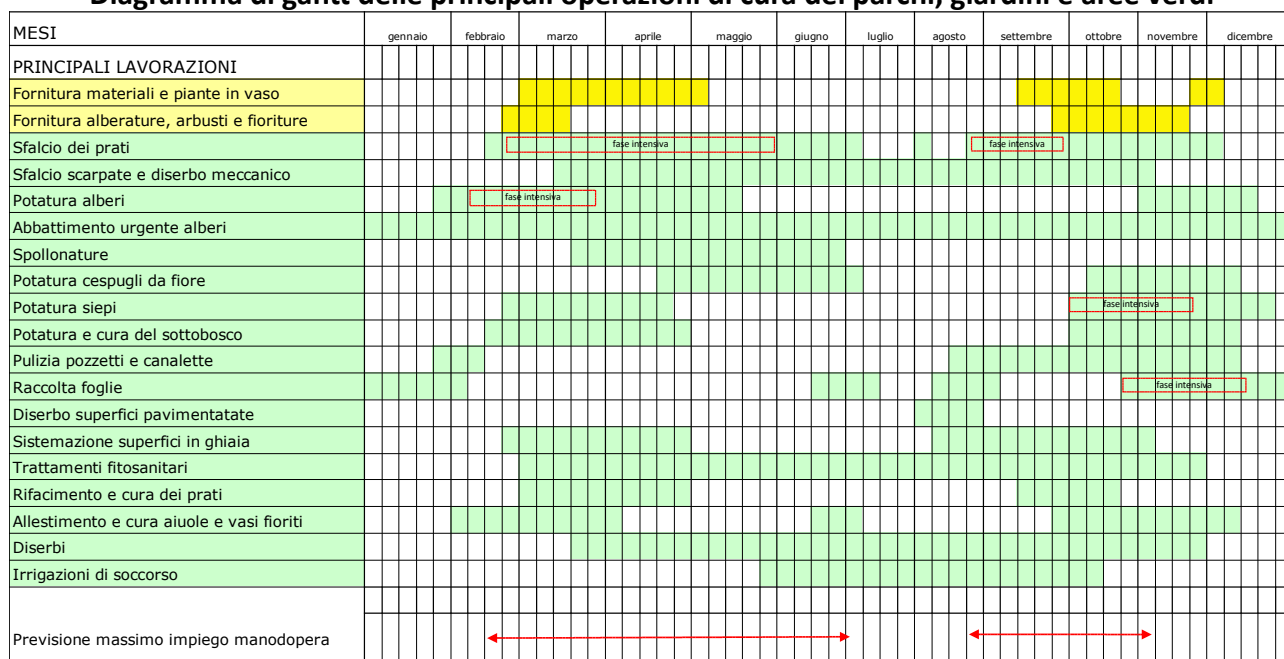 Diagramma di gantt delle principali operazioni di cura dei parchi, giardini e aree verdi
MESI gennaio febbraio marzo aprile maggio giugno luglio agosto settembre ottobre novembre dicembre
PRINCIPALI LAVORAZIONI
Fornitura materiali e piante in vaso
Fornitura alberature, arbusti e fioriture
Sfalcio dei prati fase intensiva fase intensiva
Sfalcio scarpate e diserbo meccanico
Potatura alberi fase intensiva
Abbattimento urgente alberi
Spollonature
Potatura cespugli da fiore
Potatura siepi fase intensiva
Potatura e cura del sottobosco
Pulizia pozzetti e canalette
Raccolta foglie fase intensiva
Diserbo superfici pavimentatate
Sistemazione superfici in ghiaia
Trattamenti fitosanitari
Rifacimento e cura dei prati
Allestimento e cura aiuole e vasi fioriti
Diserbi
Irrigazioni di soccorso
Previsione massimo impiego manodopera